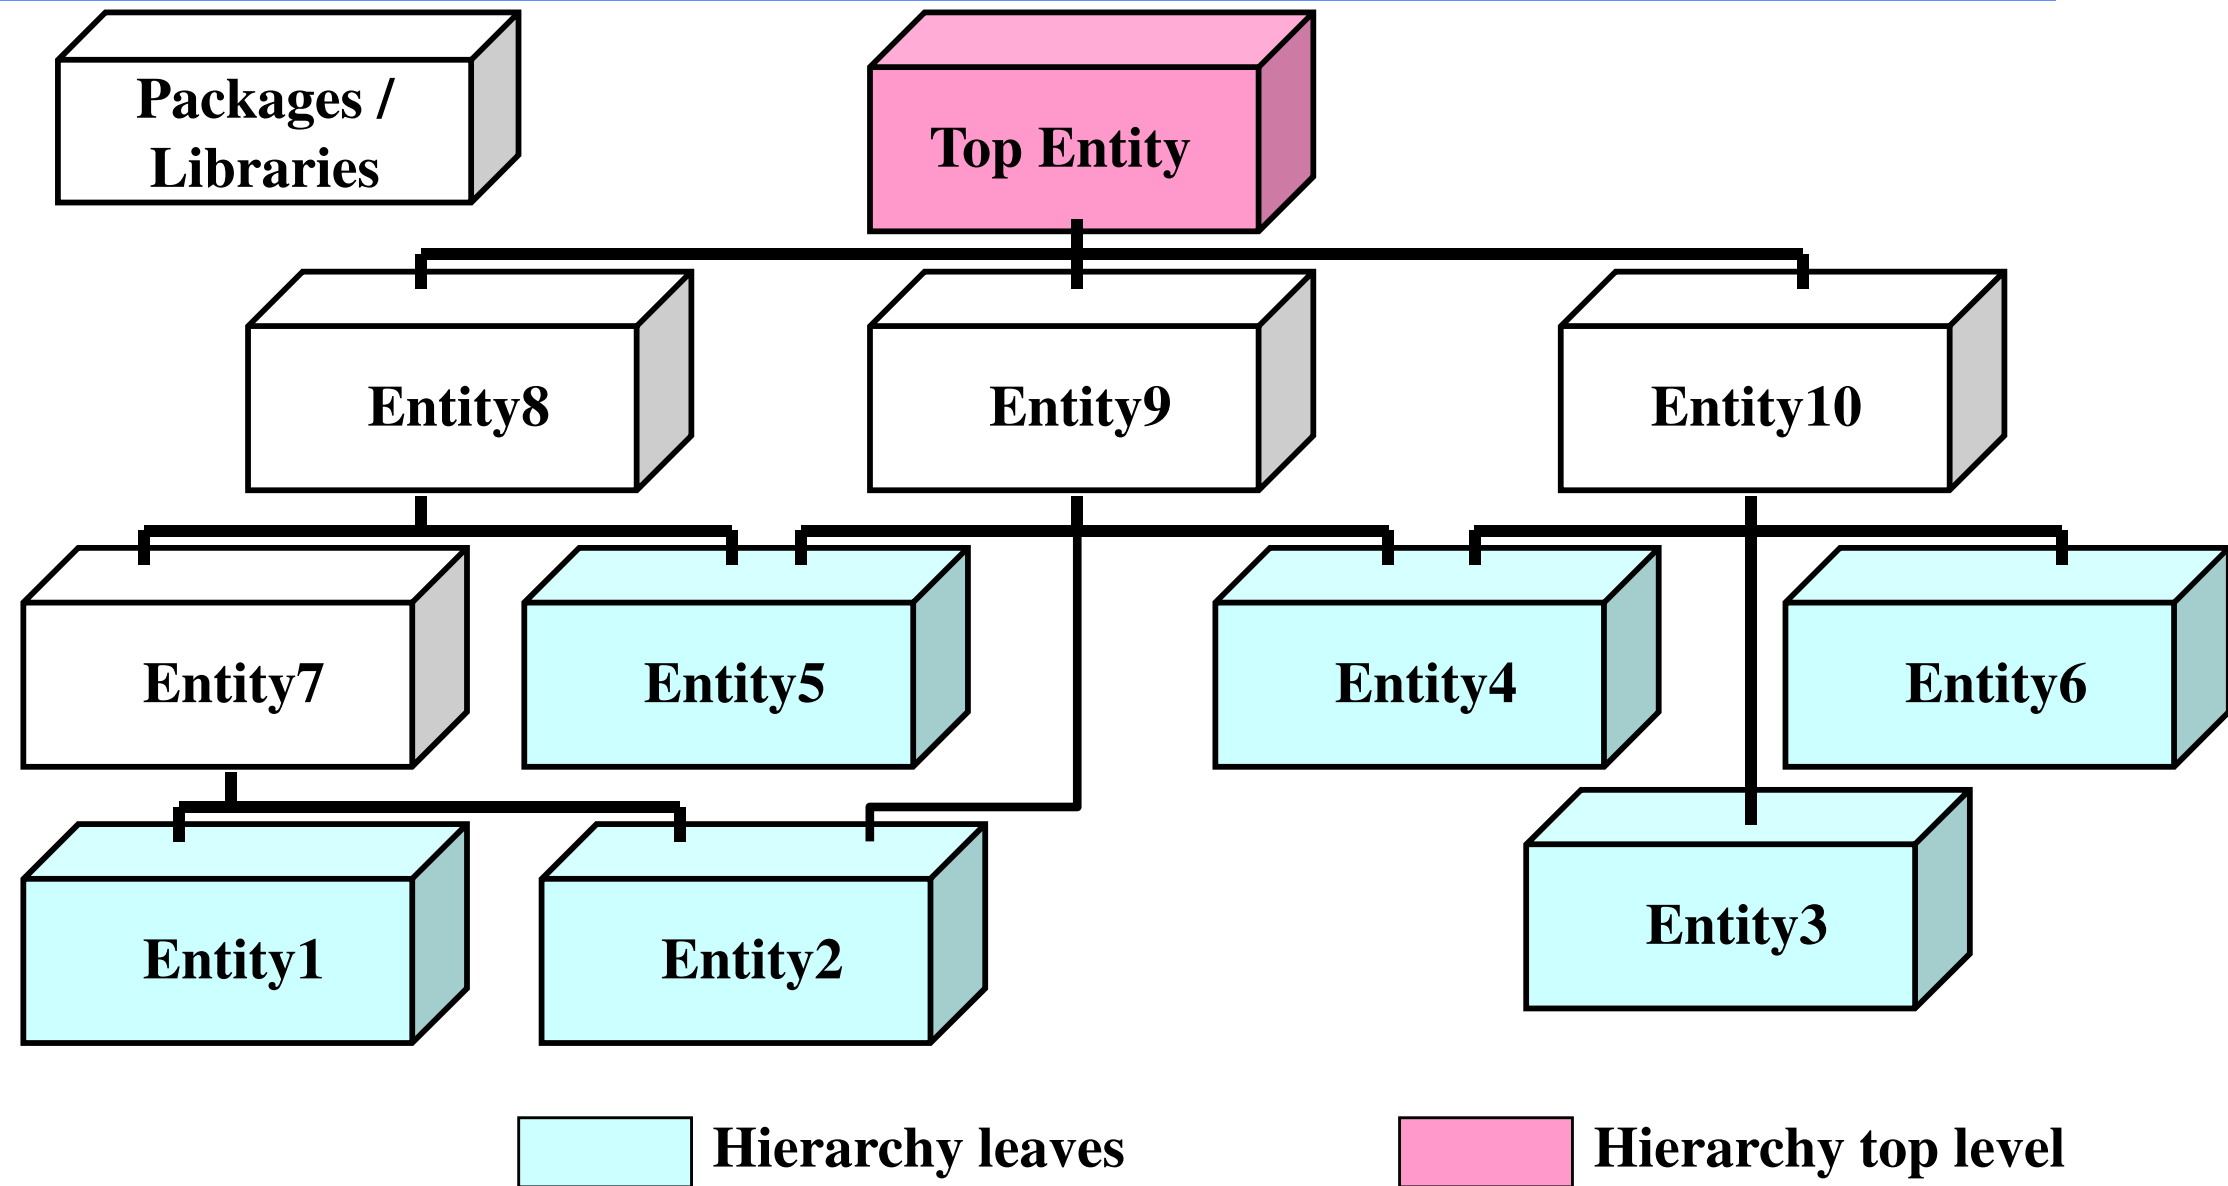 Packages /
Libraries
Top Entity
Entity8
Entity9
Entity10
Entity7
Entity5
Entity4
Entity6
Entity1
Entity2
Entity3
Hierarchy leaves
Hierarchy top level